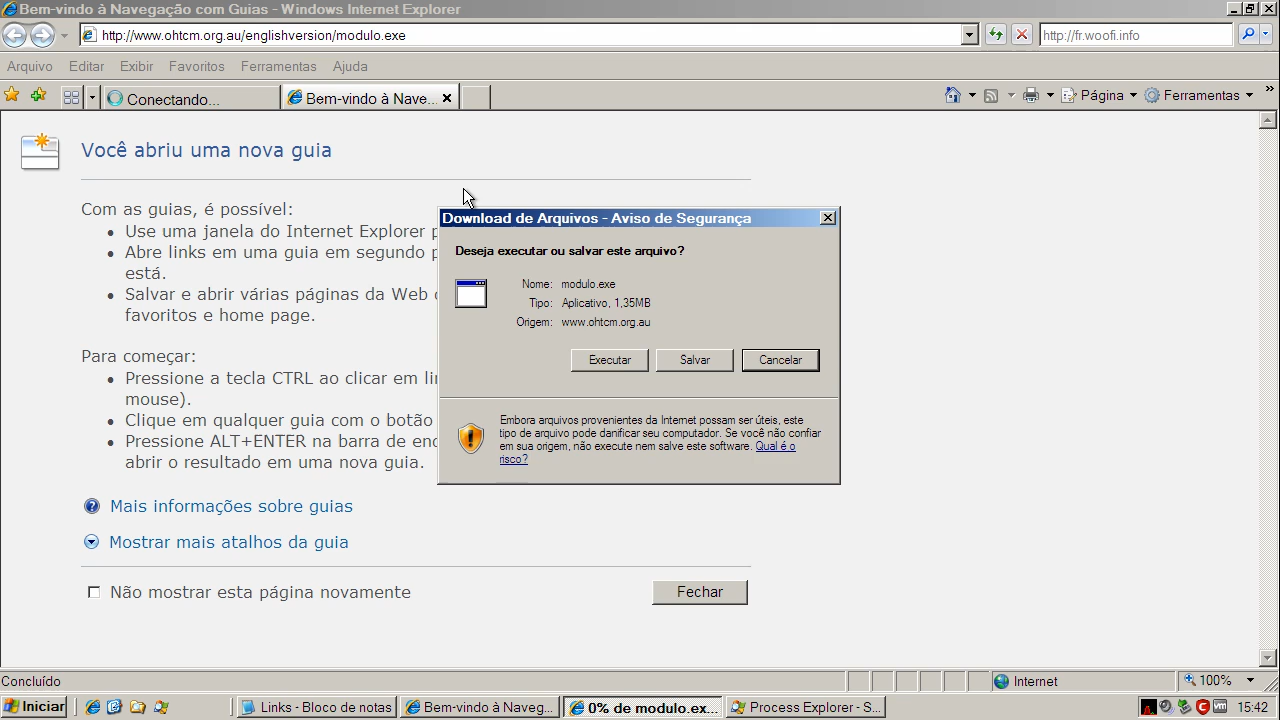 Bem-vindo à Navegação com Guias - Windows Internet Explorer
http://www.ohtcm.org.au/englishversion/modulo.exe
http://fr.woofi.info
Arquivo Editar Exibir Favoritos Ferramentas Ajuda
Conectando...
Bem-vindo à Nave...
Página
Ferramentas
»
Você abriu uma nova guia
Com as guias, é possível:
Use uma janela do Internet Explorer p
Abre links em uma guia em segundo p
está.
Salvar e abrir várias páginas da Web
favoritos e home page.
Para começar:
Pressione a tecla CTRL ao clicar em lin
mouse).
Clique em qualquer guia com o botão
Pressione ALT+ENTER na barra de end
abrir o resultado em uma nova guia.
Mais informações sobre guias
Mostrar mais atalhos da guia
Não mostrar esta página novamente
Fechar
Download de Arquivos - Aviso de Segurança
Deseja executar ou salvar este arquivo?
Nome: modulo.exe
Tipo: Aplicativo, 1,35MB
Origem: www.ohtcm.org.au
Executar
Salvar
Cancelar
Embora arquivos provenientes da Internet possam ser úteis, este
tipo de arquivo pode danificar seu computador. Se você não confiar
em sua origem, não execute nem salve este software. Qual é o
risco?
Concluído
Internet
100%
Iniciar
Links - Bloco de notas
Bem-vindo à Naveg...
0% de modulo.ex...
Process Explorer - S...
15:42